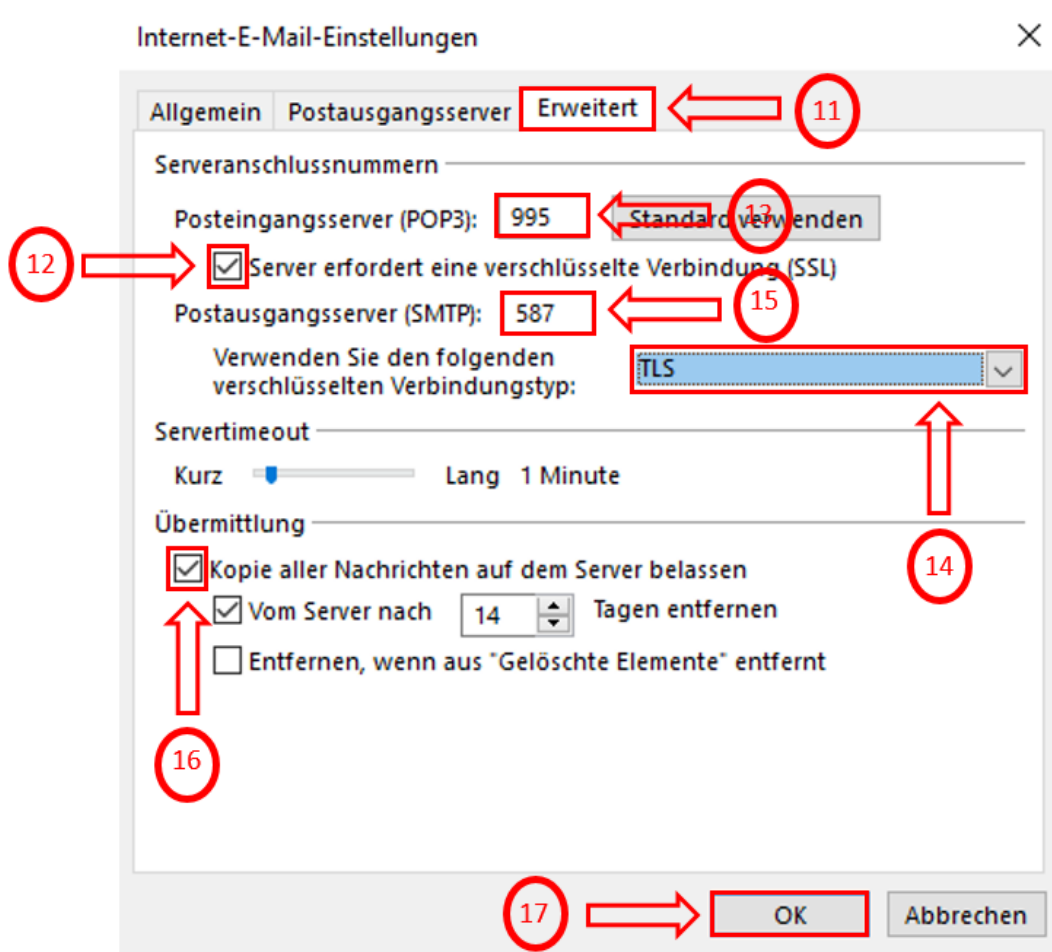 Internet-E-Mail-Einstellungen
Allgemein Postausgangsserver Erweitert 11
Serveranschlussnummern
Posteingangsserver (POP3): 995 13 Standard verwenden
12 Server erfordert eine verschlüsselte Verbindung (SSL)
Postausgangsserver (SMTP): 587 15
Verwenden Sie den folgenden
verschlüsselten Verbindungstyp: TLS
Servertimeout
Kurz Lang 1 Minute
Übermittlung
Kopie aller Nachrichten auf dem Server belassen 14
Vom Server nach 14 Tagen entfernen
Entfernen, wenn aus "Gelöschte Elemente" entfernt
16
17 OK Abbrechen